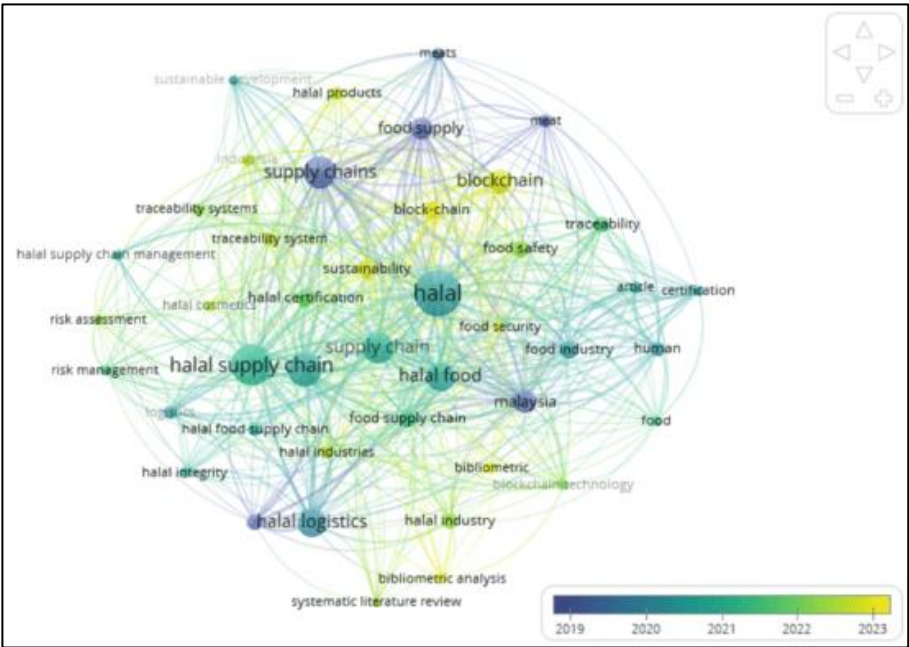 meats
sustainable development
halal products
food supply
meat
indonesia
supply chains
blockchain
traceability systems
block-chain
traceability
halal supply chain management
traceability system
food safety
sustainability
halal
article
certification
halal cosmetics
halal certification
risk assessment
food security
supply chain
food industry
human
risk management
halal supply chain
halal food
malaysia
logistics
food supply chain
food
halal food supply chain
halal industries
halal integrity
bibliometric
blockchain technology
halal logistics
halal industry
bibliometric analysis
systematic literature review
2019 2020 2021 2022 2023